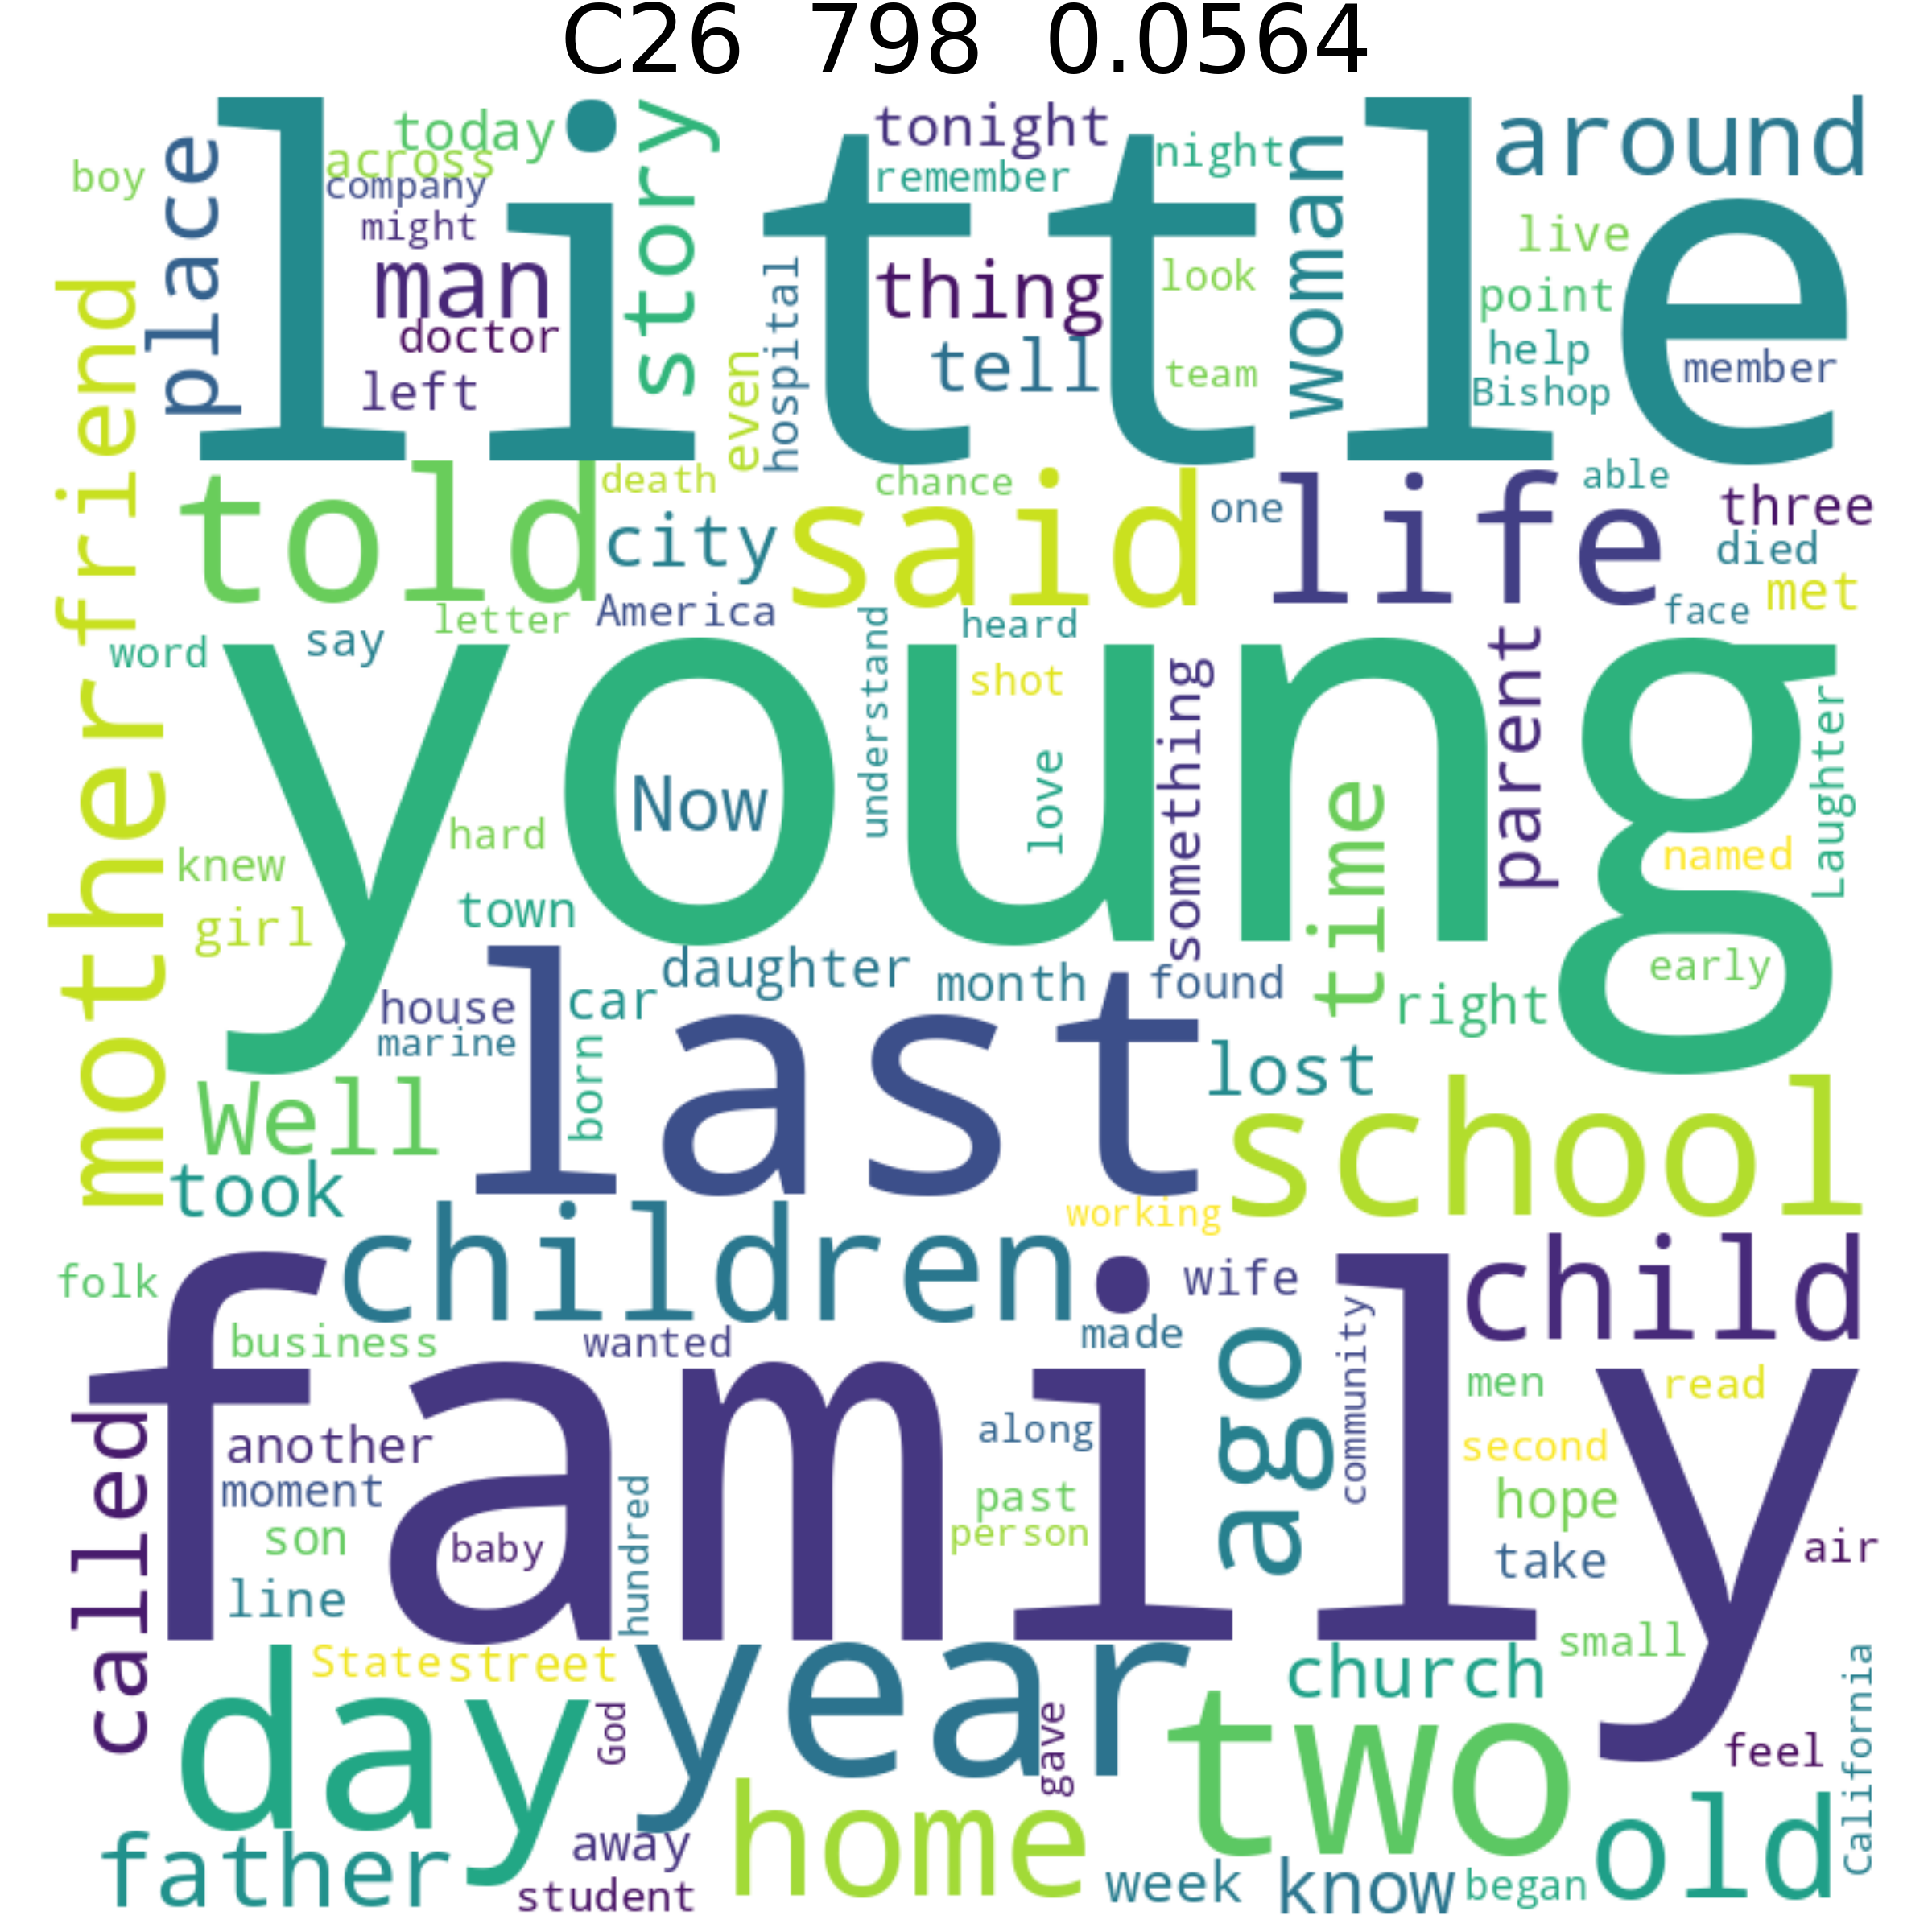 C26 798 0.0564
little
today
across
company
boy
might
man
doctor
left
place
story
tonight
remember
night
thing
tell
look
team
hospital
even
woman
around
live
point
help
Bishop
member
friend
told
death
city
chance
said
one
life
able
three
died
met
face
letter
America
heard
word
say
young
Now
understand
shot
love
something
time
parent
named
Laughter
early
hard
knew
girl
town
mother
daughter
month
found
right
house
marine
car
born
last
lost
Well
took
school
working
children
child
wife
folk
business
wanted
made
ago
community
men
read
family
another
moment
son
baby
line
hundred
along
past
person
second
hope
take
air
called
State
street
small
day
God
year
gave
church
two
feel
California
home
old
father
away
student
week
know
began